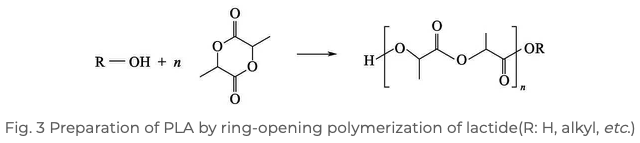 R — OH + n
O
O
O
O
H
O
O
O
O
OR
n
Fig. 3 Preparation of PLA by ring-opening polymerization of lactide(R: H, alkyl, etc.)